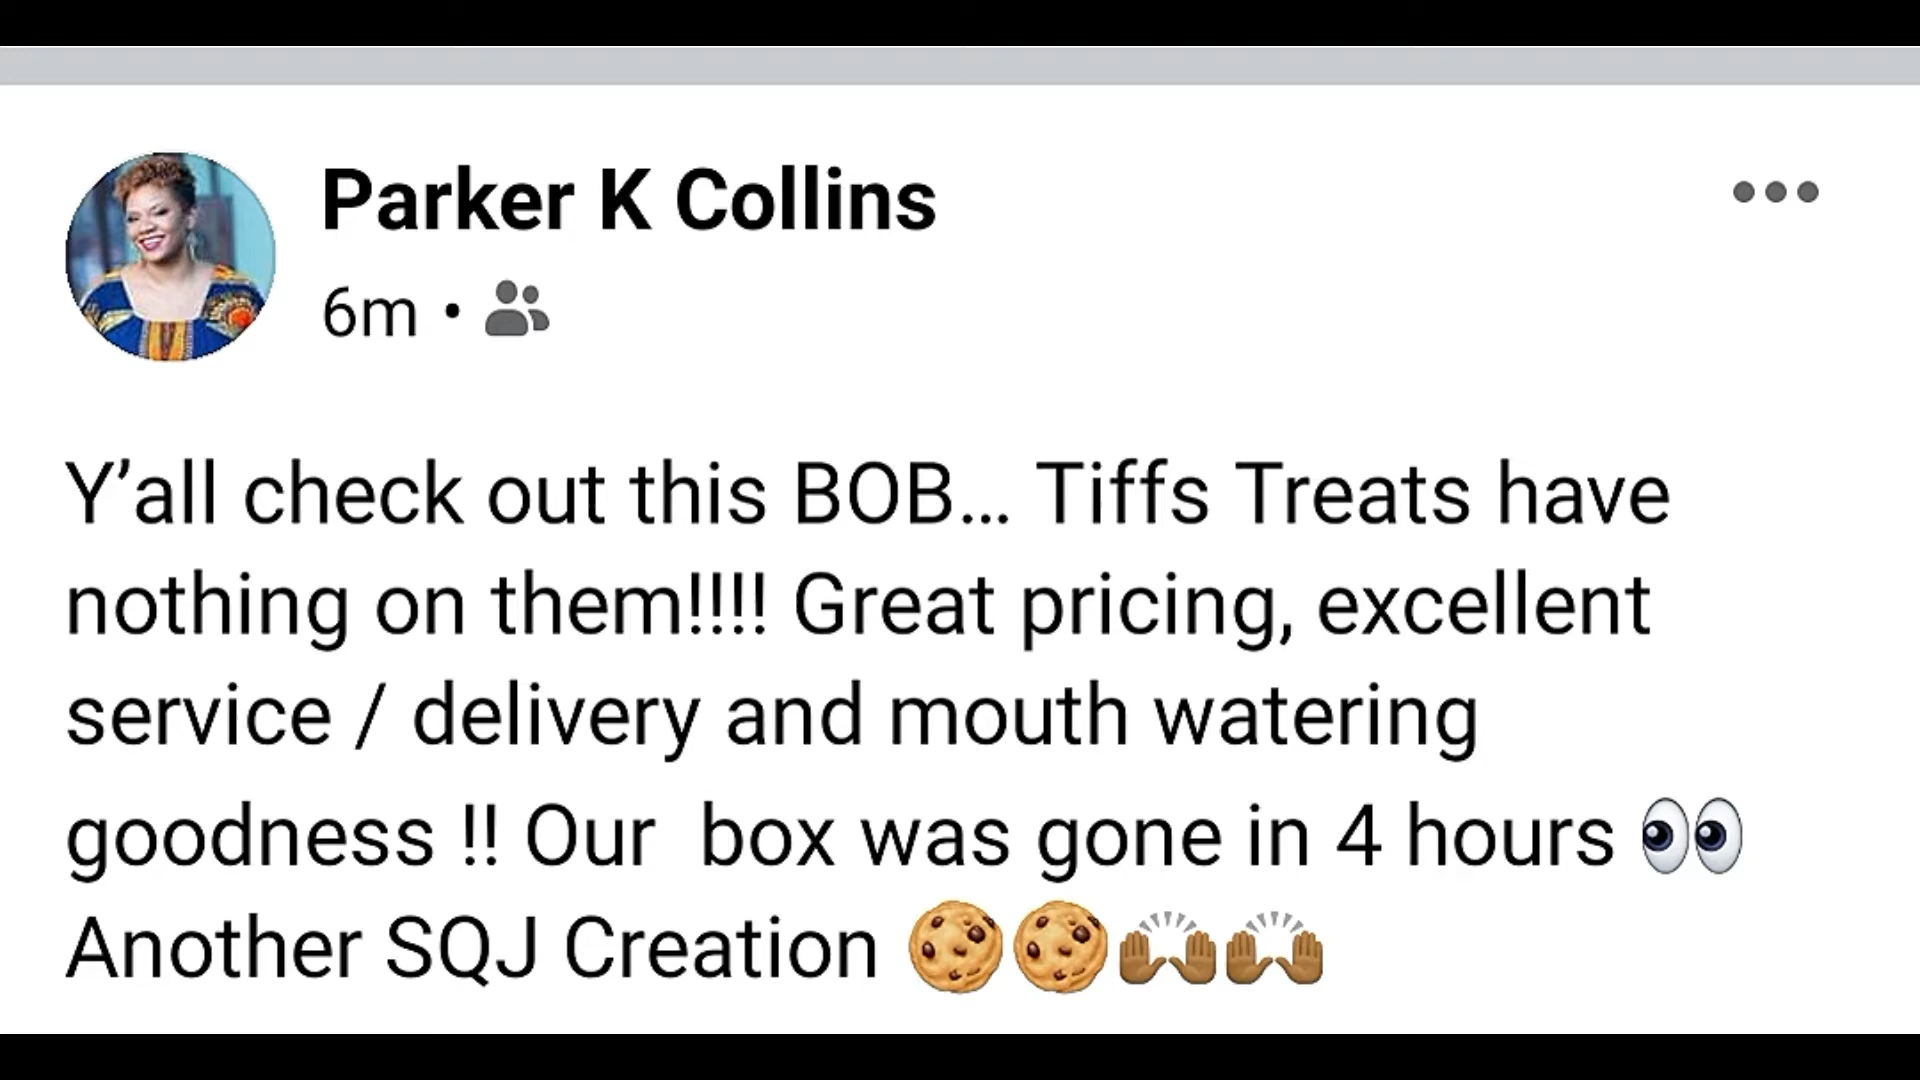 Parker K Collins
6m •
Y’all check out this BOB... Tiffs Treats have
nothing on them!!!! Great pricing, excellent
service / delivery and mouth watering
goodness !! Our  box was gone in 4 hours 👀
Another SQJ Creation 🍪🍪🙌🏾🙌🏾